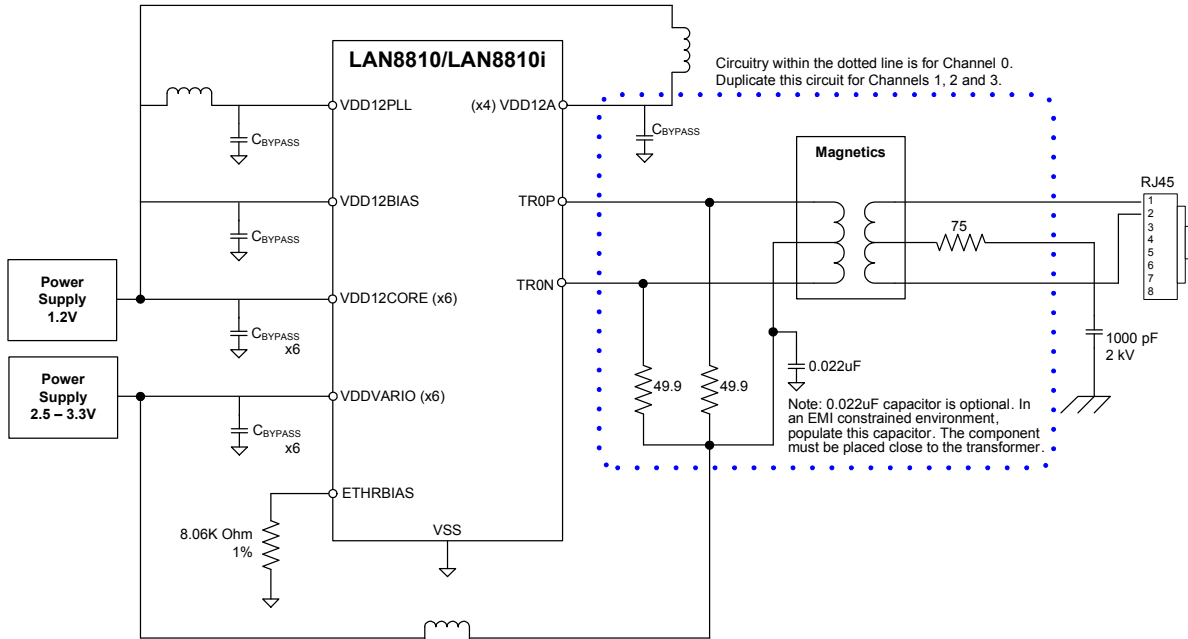 LAN8810/LAN8810i
Circuitry within the dotted line is for Channel 0.
Duplicate this circuit for Channels 1, 2 and 3.
VDD12PLL
(x4) VDD12A
CBYPASS
CBYPASS
Magnetics
RJ45
VDD12BIAS
TR0P
1
2
3
4
5
6
7
8
75
CBYPASS
Power
Supply
1.2V
TR0N
VDD12CORE (x6)
CBYPASS
x6
1000 pF
2 kV
Power
Supply
2.5 – 3.3V
0.022uF
49.9
49.9
VDDVARIO (x6)
Note: 0.022uF capacitor is optional. In
an EMI constrained environment,
populate this capacitor. The component
must be placed close to the transformer.
CBYPASS
x6
ETHRBIAS
8.06K Ohm
1%
VSS